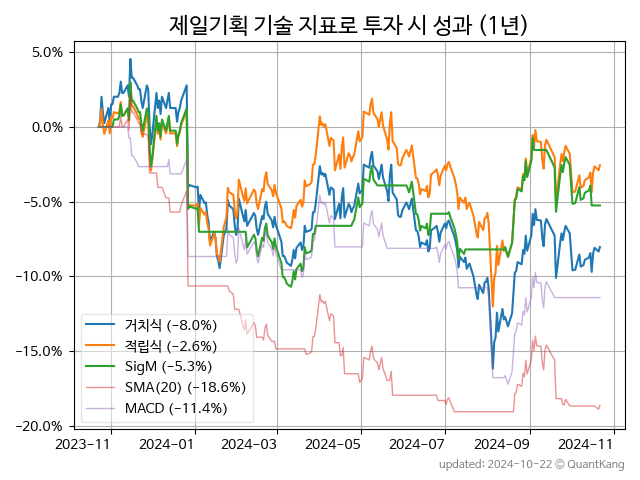 제일기획 기술 지표로 투자 시 성과 (1년)
5.0%
0.0%
−5.0%
−10.0%
−15.0%
−20.0%
거치식 (−8.0%)
적립식 (−2.6%)
SigM (−5.3%)
SMA(20) (−18.6%)
MACD (−11.4%)
2023−11 2024−01 2024−03 2024−05 2024−07 2024−09 2024−11
updated: 2024-10-22 © QuantKang